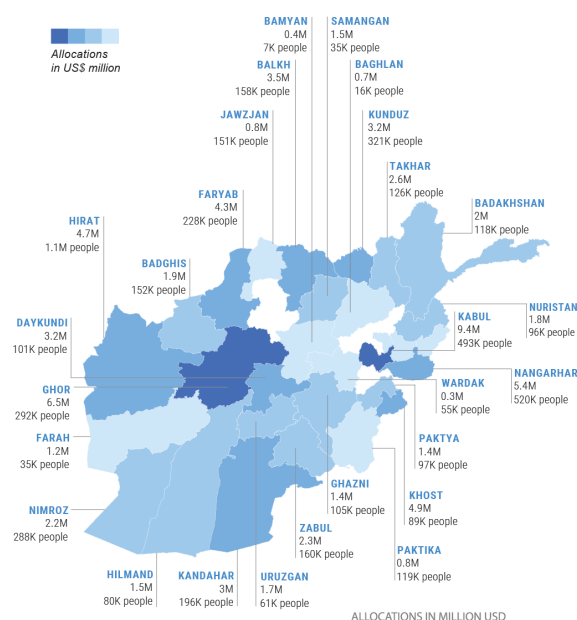 BAMYAN
0.4M
7K people
SAMANGAN
1.5M
35K people
BALKH
3.5M
158K people
BAGHLAN
0.7M
16K people
Allocations
in US$ million
JAWZJAN
0.8M
151K people
KUNDUZ
3.2M
321K people
TAKHAR
2.6M
126K people
FARYAB
4.3M
228K people
BADAKHSHAN
2M
118K people
HIRAT
4.7M
1.1M people
BADGHIS
1.9M
152K people
NURISTAN
1.8M
96K people
KABUL
9.4M
493K people
DAYKUNDI
3.2M
101K people
NANGARHAR
5.4M
520K people
GHOR
6.5M
292K people
WARDAK
0.3M
55K people
FARAH
1.2M
35K people
PAKTYA
1.4M
97K people
GHAZNI
1.4M
105K people
KHOST
4.9M
89K people
NIMROZ
2.2M
288K people
ZABUL
2.3M
160K people
PAKTIKA
0.8M
119K people
HILMAND
1.5M
80K people
KANDAHAR
3M
196K people
URUZGAN
1.7M
61K people
ALLOCATIONS IN MILLION USD